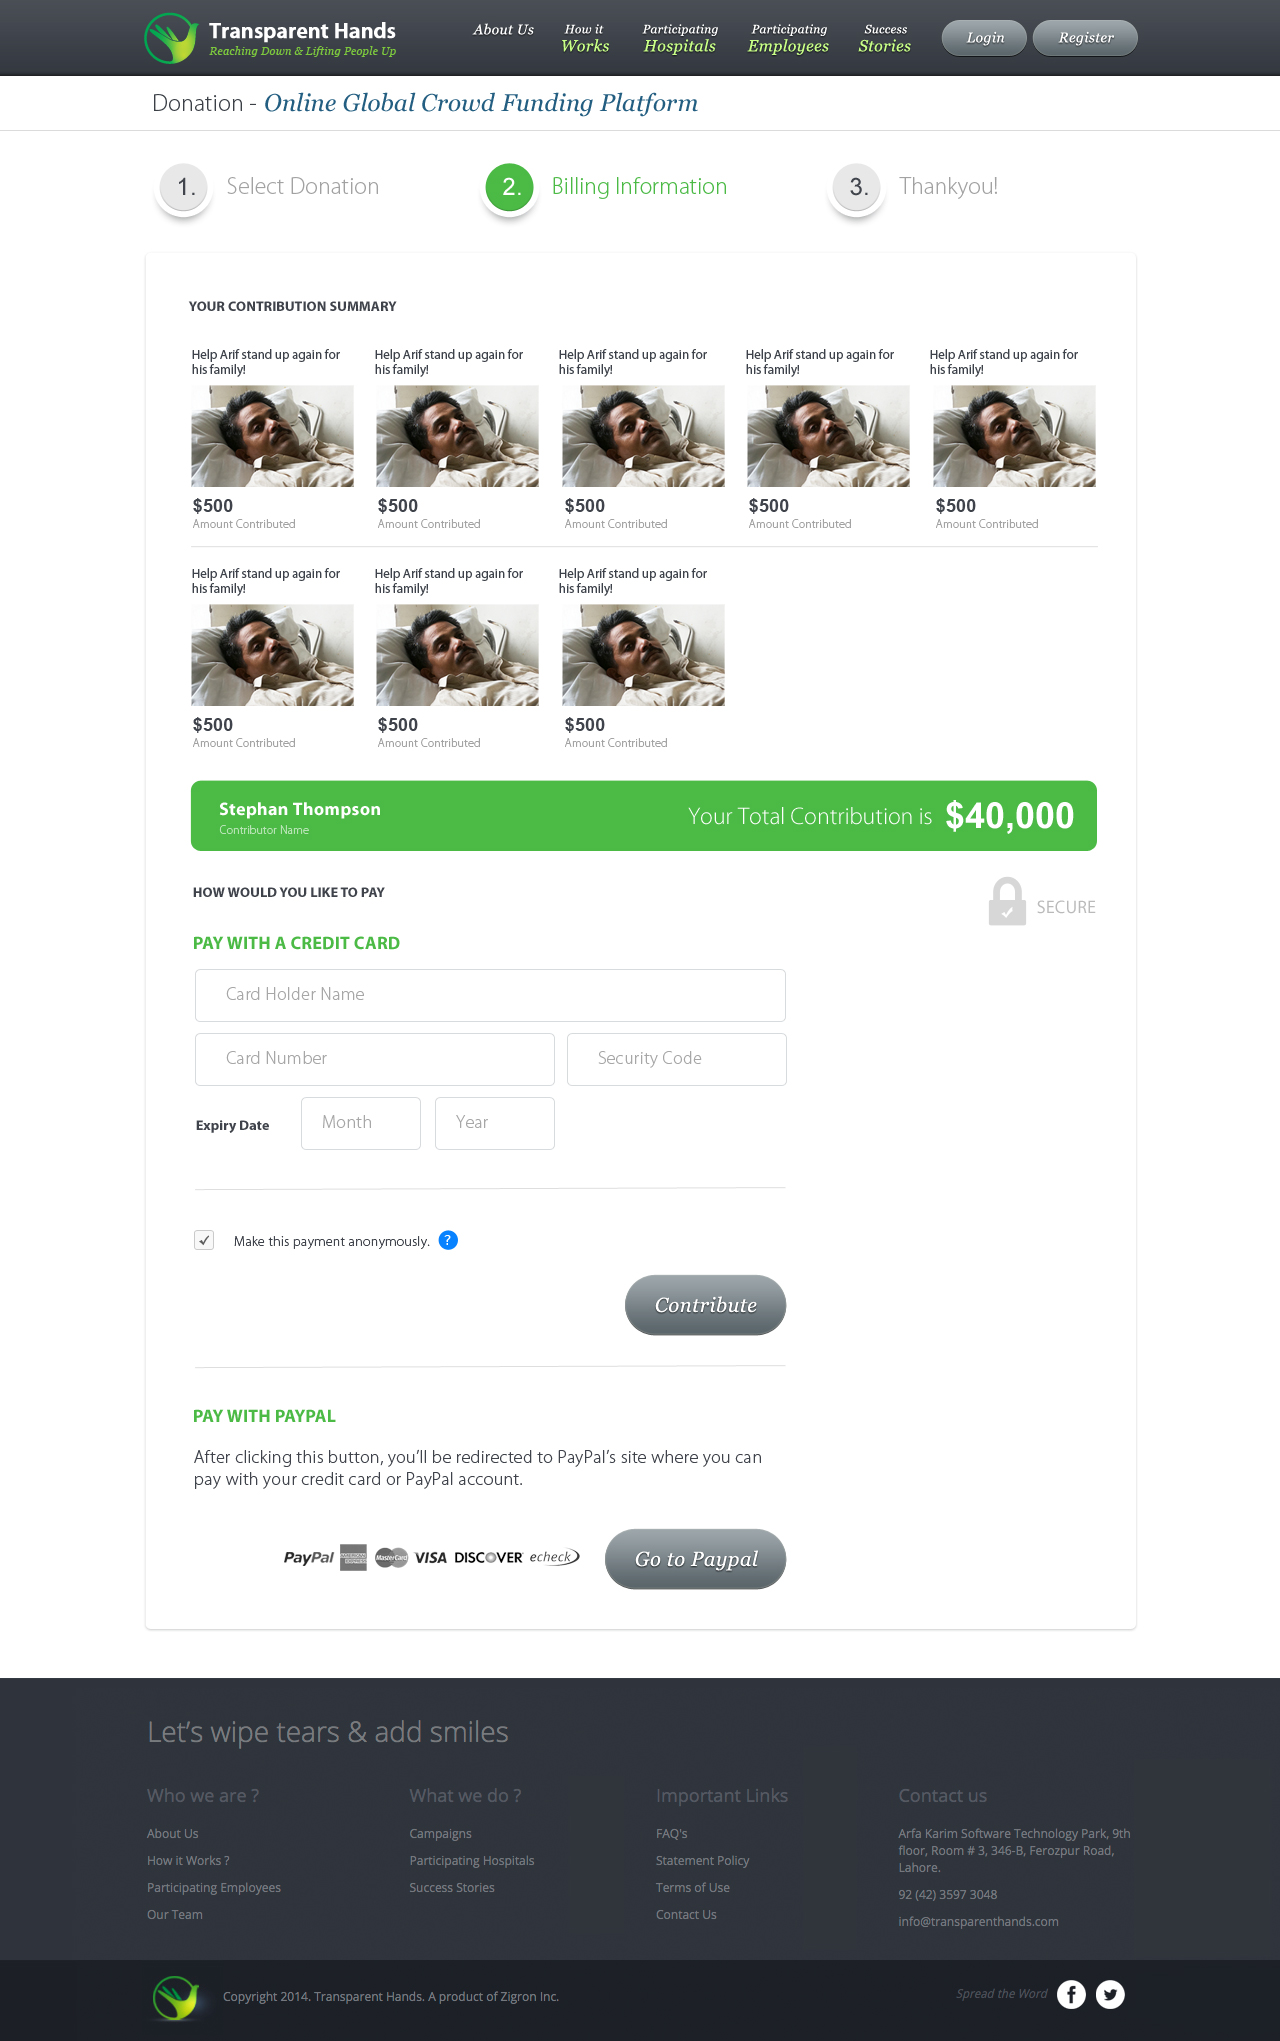 Transparent Hands
Reaching Down & Lifting People Up
About Us
How it
Works
Participating
Hospitals
Participating
Employees
Success
Stories
Login
Register
Donation - Online Global Crowd Funding Platform
1. Select Donation
2. Billing Information
3. Thankyou!
YOUR CONTRIBUTION SUMMARY
Help Arif stand up again for
his family!
Help Arif stand up again for
his family!
Help Arif stand up again for
his family!
Help Arif stand up again for
his family!
Help Arif stand up again for
his family!
$500
Amount Contributed
$500
Amount Contributed
$500
Amount Contributed
$500
Amount Contributed
$500
Amount Contributed
Help Arif stand up again for
his family!
Help Arif stand up again for
his family!
Help Arif stand up again for
his family!
$500
Amount Contributed
$500
Amount Contributed
$500
Amount Contributed
Stephan Thompson
Contributor Name
Your Total Contribution is $40,000
HOW WOULD YOU LIKE TO PAY
SECURE
PAY WITH A CREDIT CARD
Card Holder Name
Card Number
Security Code
Expiry Date
Month
Year
Make this payment anonymously. ?
Contribute
PAY WITH PAYPAL
After clicking this button, you'll be redirected to PayPal's site where you can
pay with your credit card or PayPal account.
PayPal
AMERICAN EXPRESS
MasterCard
VISA
DISCOVER
echeck
Go to Paypal
Let's wipe tears & add smiles
Who we are ?
About Us
How it Works ?
Participating Employees
Our Team
What we do ?
Campaigns
Participating Hospitals
Success Stories
Important Links
FAQ's
Statement Policy
Terms of Use
Contact Us
Contact us
Arfa Karim Software Technology Park, 9th
floor, Room # 3, 346-B, Ferozpur Road,
Lahore.
92 (42) 3597 3048
info@transparenthands.com
Copyright 2014. Transparent Hands. A product of Zigron Inc.
Spread the Word